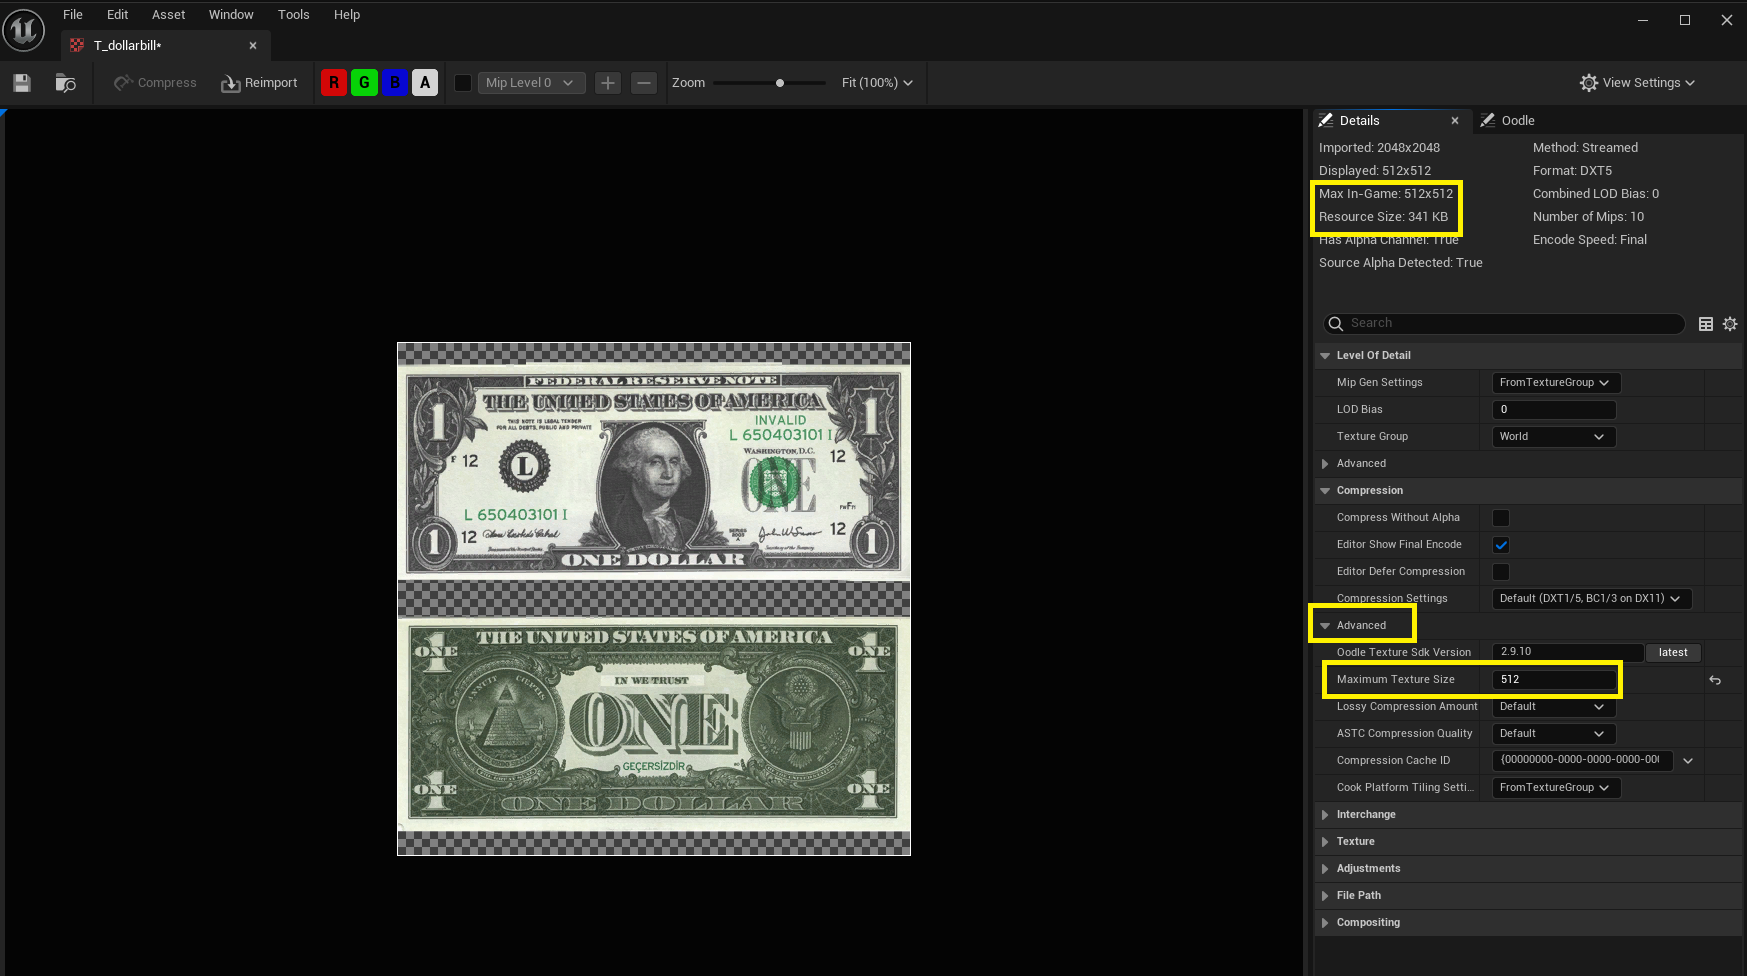 File Edit Asset Window Tools Help
T_dollarbill*
Compress Reimport R G B A Mip Level 0 Zoom Fit (100%) View Settings
Details Oodle
Imported: 2048x2048 Method: Streamed
Displayed: 512x512 Format: DXT5
Max In-Game: 512x512 Combined LOD Bias: 0
Resource Size: 341 KB Number of Mips: 10
Has Alpha Channel: True Encode Speed: Final
Source Alpha Detected: True
Search
Level Of Detail
Mip Gen Settings FromTextureGroup
LOD Bias 0
Texture Group World
Advanced
Compression
Compress Without Alpha
Editor Show Final Encode
Editor Defer Compression
Compression Settings Default (DXT1/5, BC1/3 on DX11)
Advanced
Oodle Texture Sdk Version 2.9.10 latest
Maximum Texture Size 512
Lossy Compression Amount Default
ASTC Compression Quality Default
Compression Cache ID {00000000-0000-0000-0000-00(
Cook Platform Tiling Setti... FromTextureGroup
Interchange
Texture
Adjustments
File Path
Compositing
FEDERAL RESERVE NOTE
THE UNITED STATES OF AMERICA
1 1
THIS NOTE IS LEGAL TENDER
FOR ALL DEBTS, PUBLIC AND PRIVATE
INVALID
L 650403101 I
WASHINGTON, D.C.
F 12 L ONE 12
L 650403101 I
12 12
SERIES
1 1
ONE DOLLAR
THE UNITED STATES OF AMERICA
ONE ONE
ANNUIT CŒPTIS
IN WE TRUST
ONE
GEÇERSİZDİR
ONE ONE
ONE DOLLAR